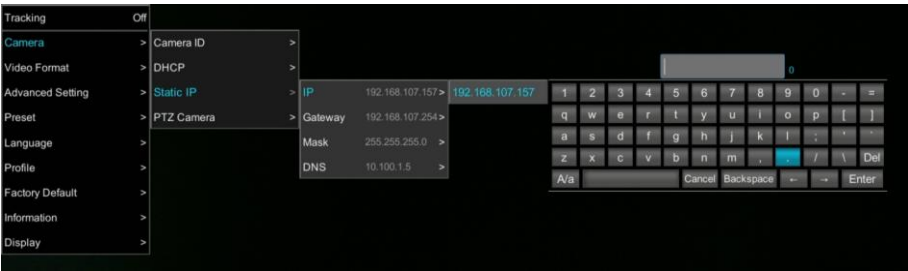 Tracking Off
Camera >
Video Format >
Advanced Setting >
Preset >
Language >
Profile >
Factory Default >
Information >
Display >
Camera ID >
DHCP >
Static IP >
PTZ Camera >
IP 192.168.107.157>
Gateway 192.168.107.254>
Mask 255.255.255.0 >
DNS 10.100.1.5 >
192.168.107.157
0
1 2 3 4 5 6 7 8 9 0 - =
q w e r t y u i o p [ ]
a s d f g h j k l ; '
z x c v b n m , . / \ Del
A/a Cancel Backspace ← → Enter